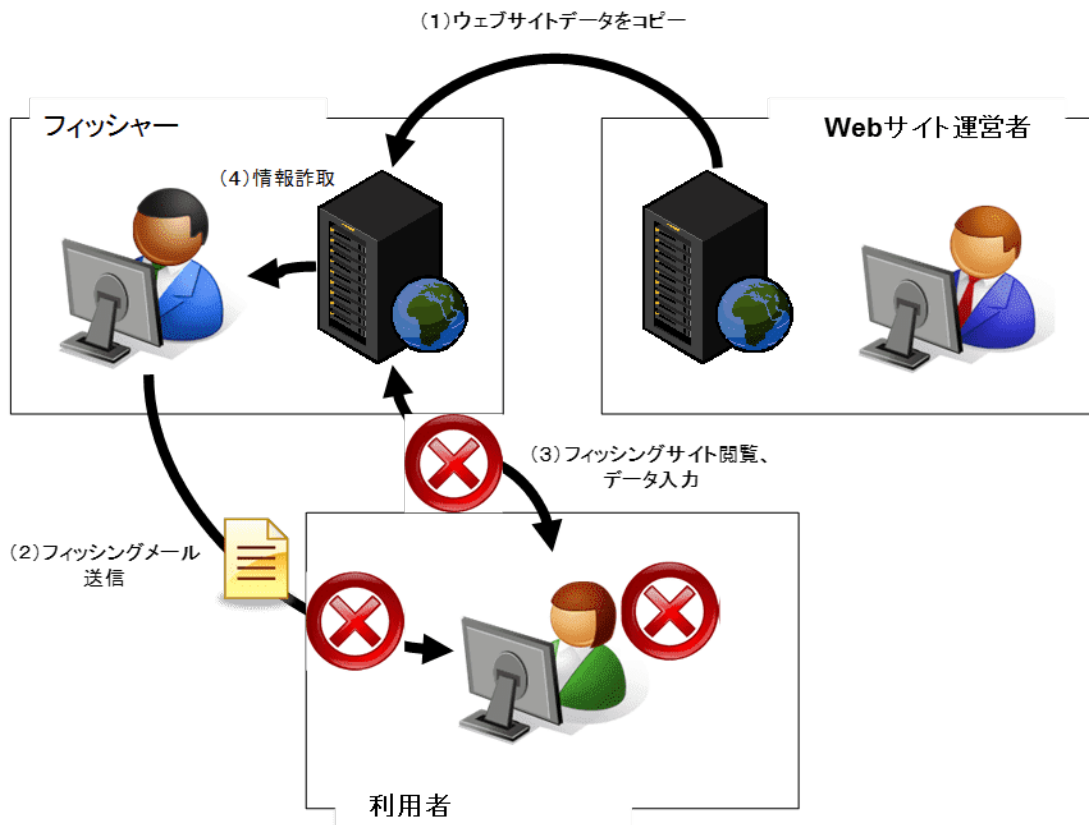 (1)ウェブサイトデータをコピー
フィッシャー
Webサイト運営者
(4)情報詐取
(3)フィッシングサイト閲覧、
データ入力
(2)フィッシングメール
送信
利用者